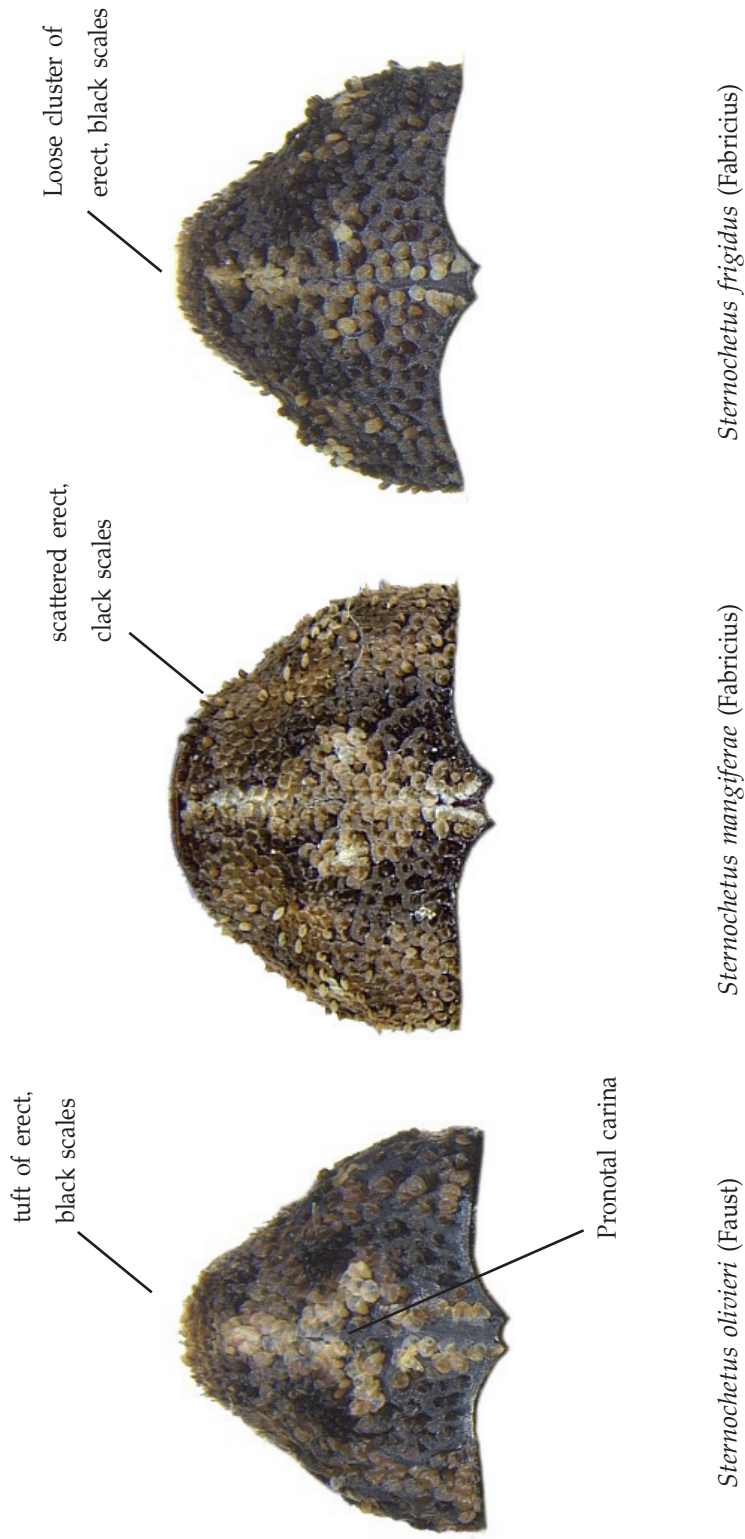 tuft of erect,
black scales
Pronotal carina
Sternochetus olivieri (Faust)
scattered erect,
clack scales
Sternochetus mangiferae (Fabricius)
Loose cluster of
erect, black scales
Sternochetus frigidus (Fabricius)